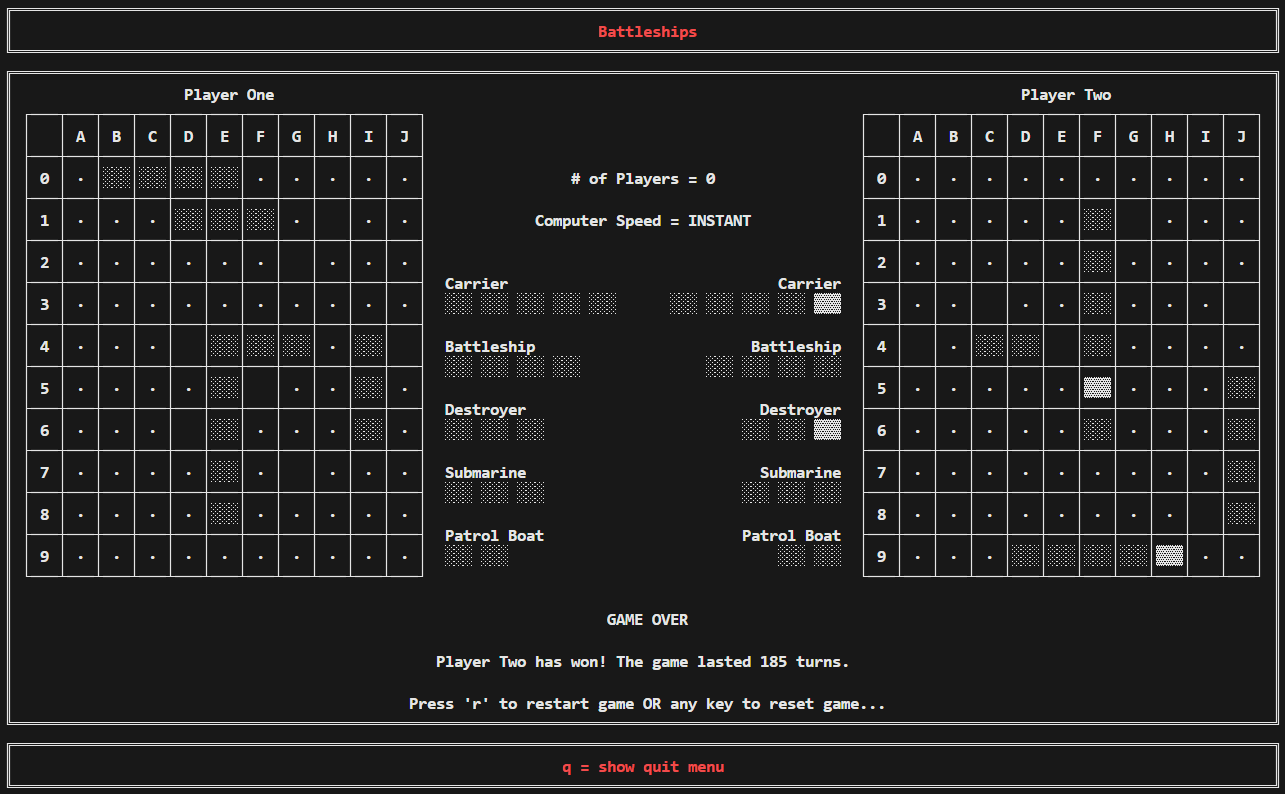 Battleships
Player One Player Two
A B C D E F G H I J A B C D E F G H I J
0 # of Players = 0 0
1 Computer Speed = INSTANT 1
2 2
Carrier Carrier
3 3
4 Battleship Battleship 4
5 5
Destroyer Destroyer
6 6
7 Submarine Submarine 7
8 8
Patrol Boat Patrol Boat
9 9
GAME OVER
Player Two has won! The game lasted 185 turns.
Press 'r' to restart game OR any key to reset game...
q = show quit menu